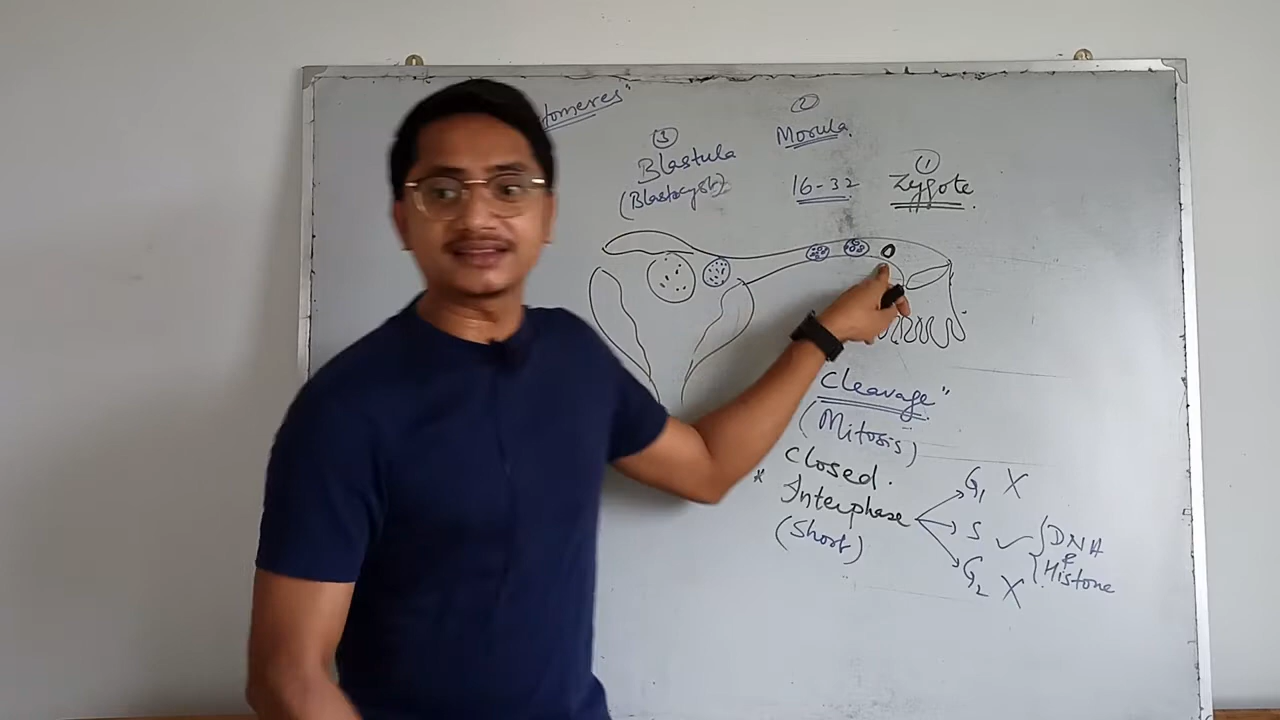 tomeres"
③
Blastula
(Blastocyst)
②
Morula
16-32
①
Zygote.
Cleavage"
(Mitosis)
Closed.
* Interphase
(Short)
G₁ X
S ✓ { DNA
&
Histone
G₂ X